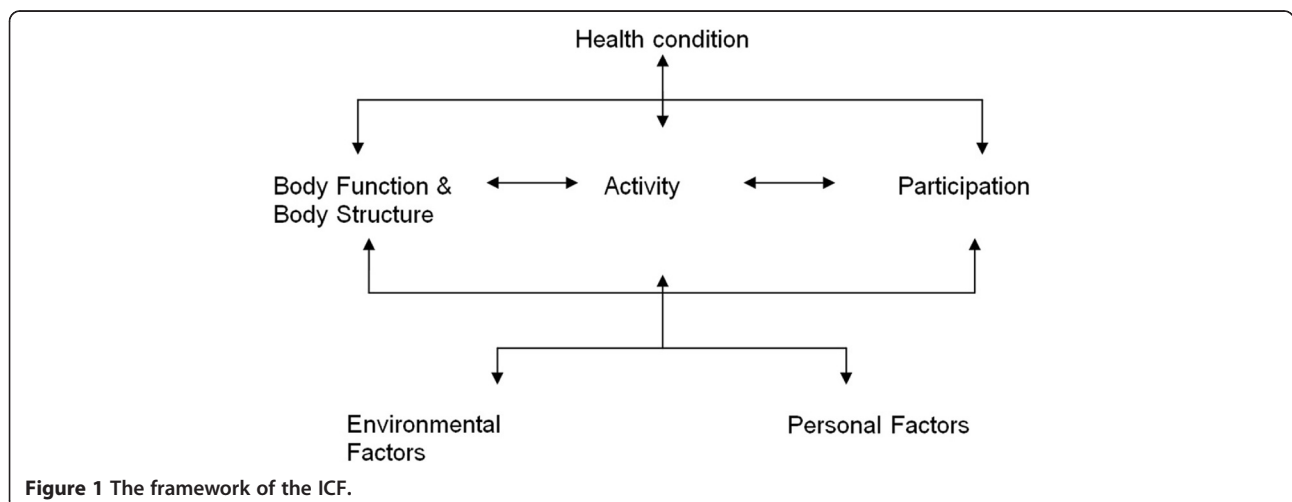 Health condition
Body Function &
Body Structure
Activity
Participation
Environmental
Factors
Personal Factors
Figure 1 The framework of the ICF.